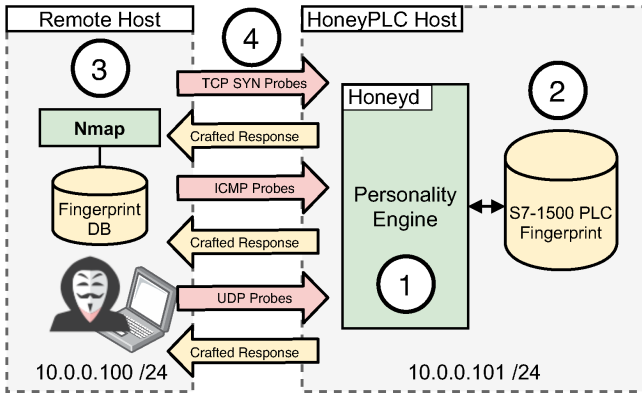 Remote Host
HoneyPLC Host
4
3
2
TCP SYN Probes
Honeyd
Nmap
Crafted Response
ICMP Probes
Personality
Engine
S7-1500 PLC
Fingerprint
Fingerprint
DB
Crafted Response
1
UDP Probes
Crafted Response
10.0.0.100 /24
10.0.0.101 /24